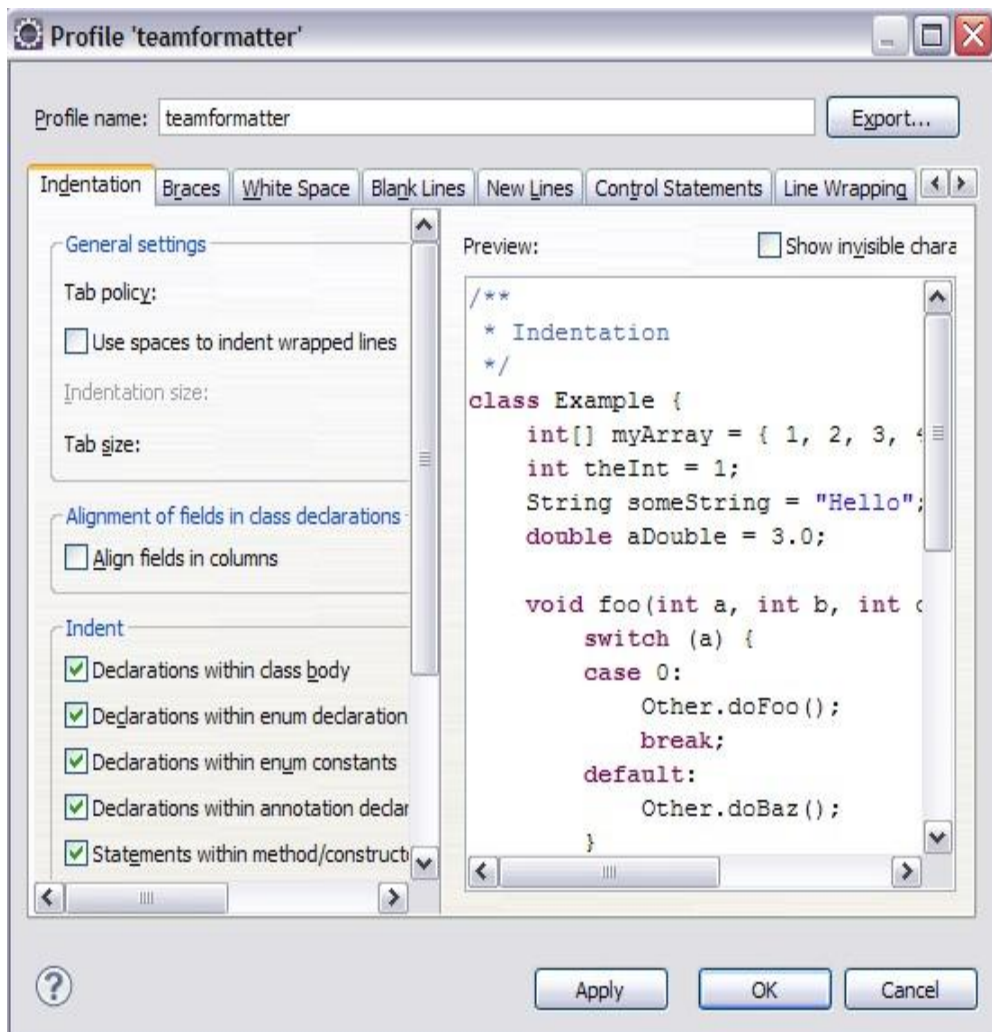 Profile 'teamformatter'
Profile name: teamformatter Export...
Indentation Braces White Space Blank Lines New Lines Control Statements Line Wrapping
General settings
Tab policy:
Use spaces to indent wrapped lines
Indentation size:
Tab size:
Alignment of fields in class declarations
Align fields in columns
Indent
Declarations within class body
Declarations within enum declaration
Declarations within enum constants
Declarations within annotation declar
Statements within method/constructo
Preview: Show invisible chara
/**
 * Indentation
 */
class Example {
    int[] myArray = { 1, 2, 3, 4
    int theInt = 1;
    String someString = "Hello";
    double aDouble = 3.0;

    void foo(int a, int b, int c
        switch (a) {
        case 0:
            Other.doFoo();
            break;
        default:
            Other.doBaz();
        }
? Apply OK Cancel